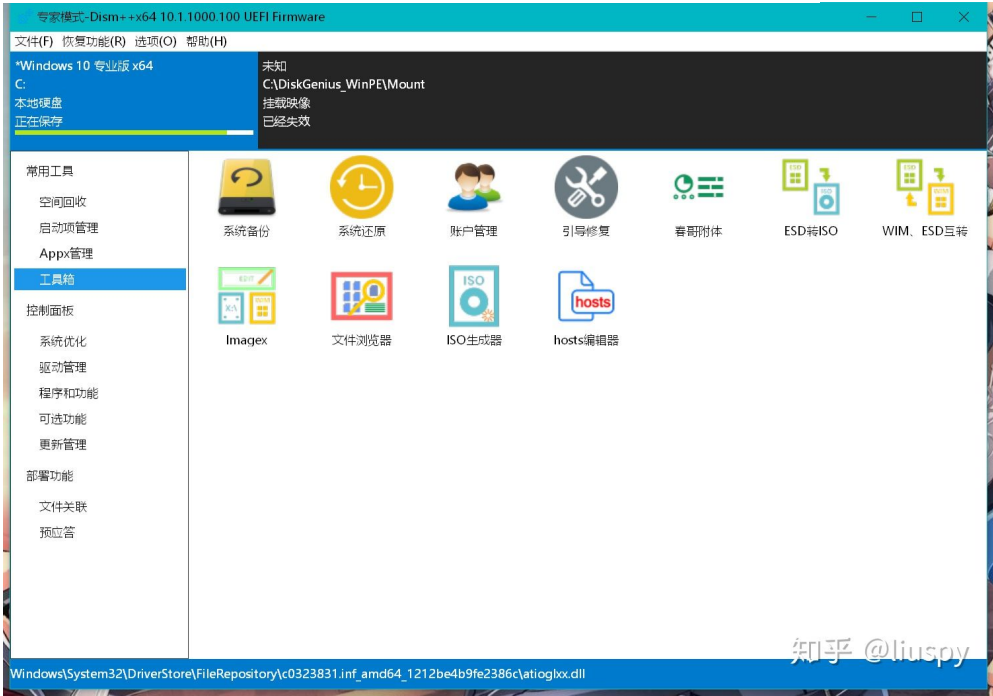 专家模式-Dism++x64 10.1.1000.100 UEFI Firmware
文件(F) 恢复功能(R) 选项(O) 帮助(H)
*Windows 10 专业版 x64
C:
本地硬盘
正在保存
未知
C:\DiskGenius_WinPE\Mount
挂载映像
已经失效
常用工具
空间回收
启动项管理
Appx管理
工具箱
控制面板
系统优化
驱动管理
程序和功能
可选功能
更新管理
部署功能
文件关联
预应答
系统备份
系统还原
账户管理
引导修复
春哥附体
ESD
ISO
ESD转ISO
ESD
WIM
WIM、ESD互转
EDIT
X:\
WIM
Imagex
文件浏览器
ISO
ISO生成器
hosts
hosts编辑器
知乎 @liuspy
Windows\System32\DriverStore\FileRepository\c0323831.inf_amd64_1212be4b9fe2386c\atioglxx.dll